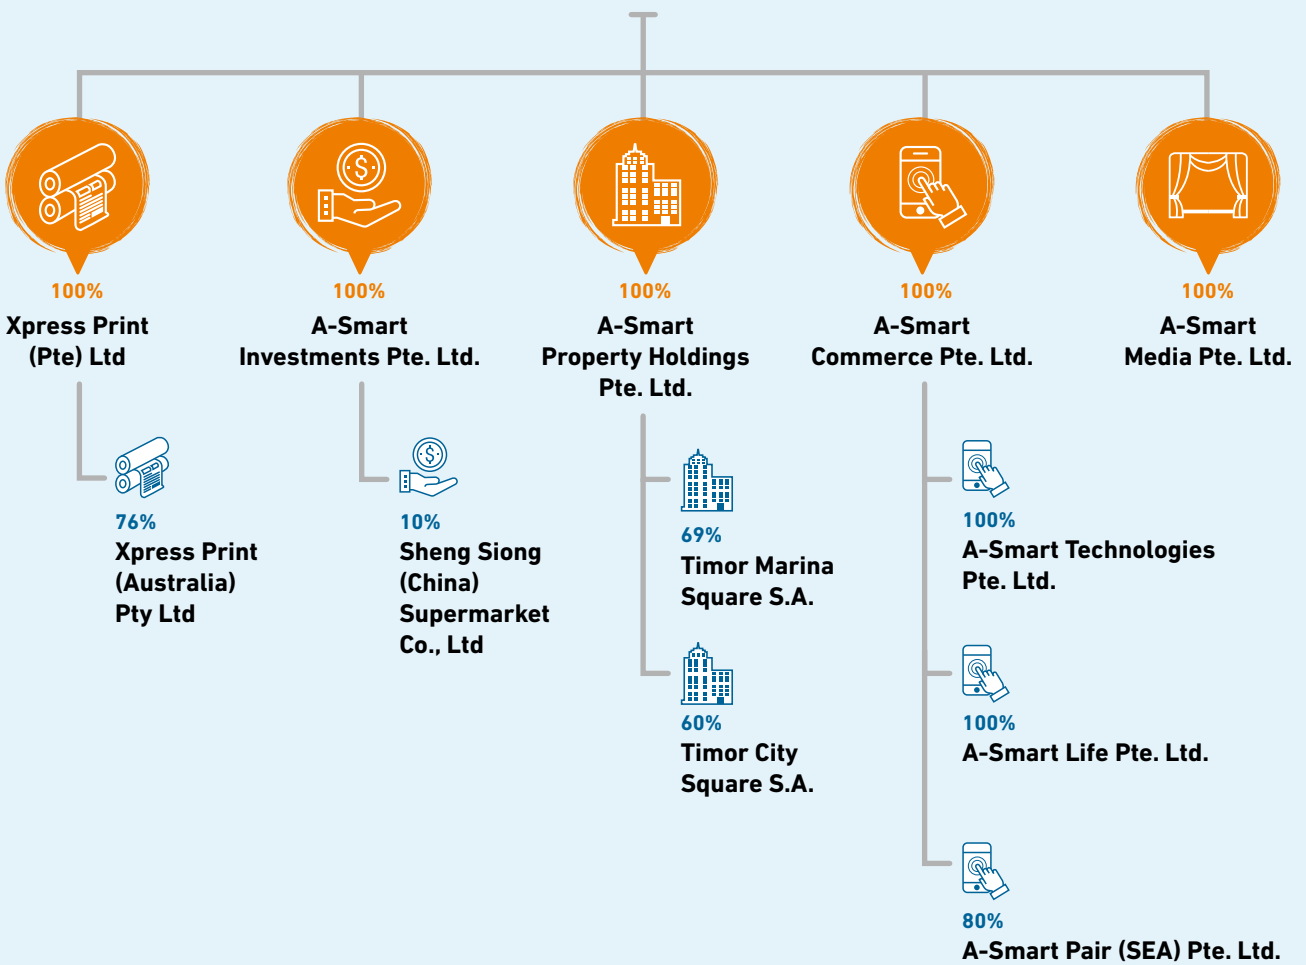 100%
Xpress Print
(Pte) Ltd
100%
A-Smart
Investments Pte. Ltd.
100%
A-Smart
Property Holdings
Pte. Ltd.
100%
A-Smart
Commerce Pte. Ltd.
100%
A-Smart
Media Pte. Ltd.
76%
Xpress Print
(Australia)
Pty Ltd
10%
Sheng Siong
(China)
Supermarket
Co., Ltd
69%
Timor Marina
Square S.A.
60%
Timor City
Square S.A.
100%
A-Smart Technologies
Pte. Ltd.
100%
A-Smart Life Pte. Ltd.
80%
A-Smart Pair (SEA) Pte. Ltd.